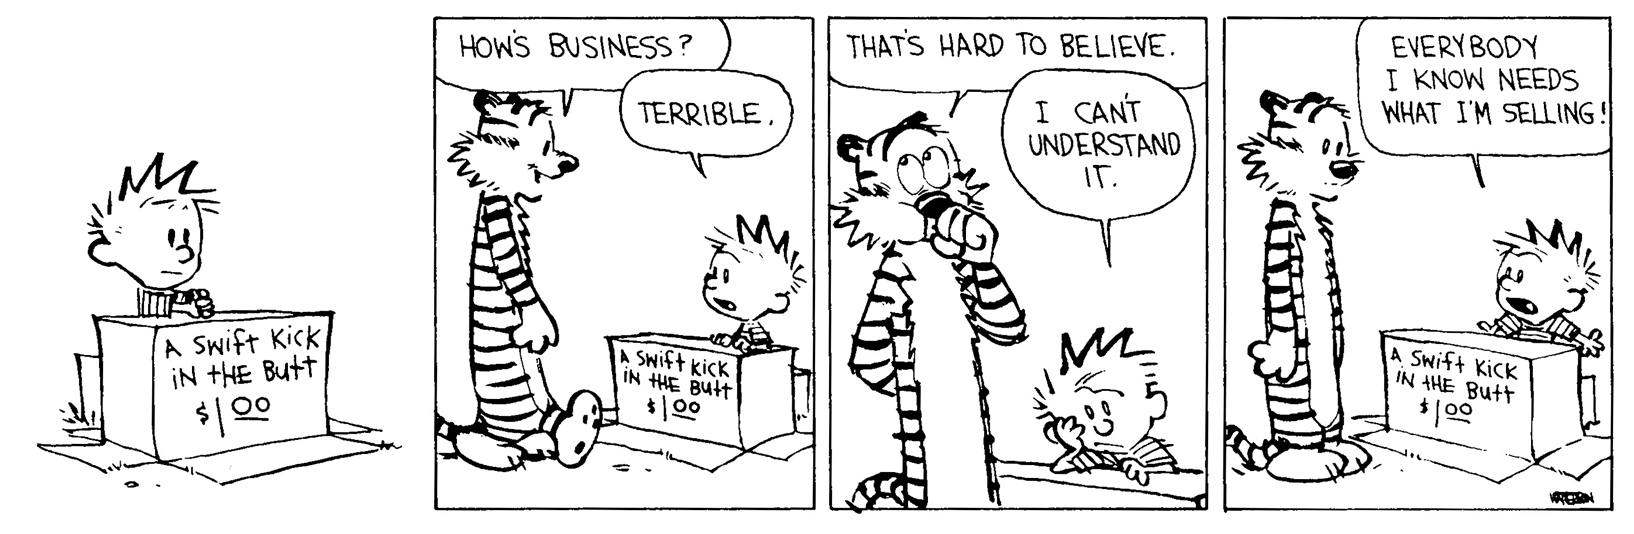 A SWIFT KICK
IN THE BUTT
$1.00
HOW'S BUSINESS?
TERRIBLE.
A SWIFT KICK
IN THE BUTT
$1.00
THAT'S HARD TO BELIEVE.
I CAN'T
UNDERSTAND
IT.
EVERYBODY
I KNOW NEEDS
WHAT I'M SELLING!
A SWIFT KICK
IN THE BUTT
$1.00
WATTERSON